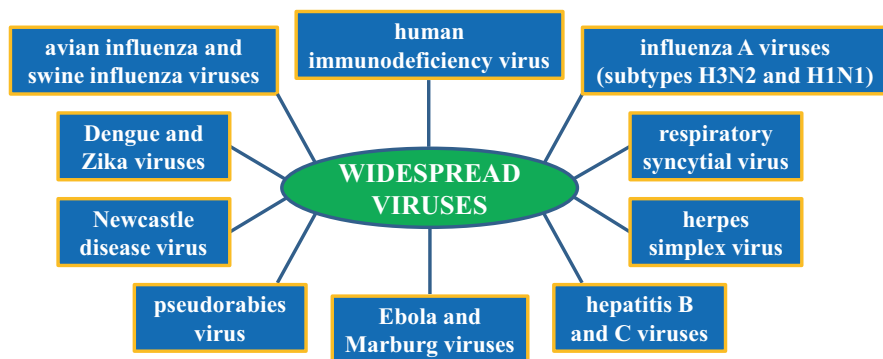 avian influenza and
swine influenza viruses
human
immunodeficiency virus
influenza A viruses
(subtypes H3N2 and H1N1)
Dengue and
Zika viruses
WIDESPREAD
VIRUSES
respiratory
syncytial virus
Newcastle
disease virus
herpes
simplex virus
pseudorabies
virus
Ebola and
Marburg viruses
hepatitis B
and C viruses